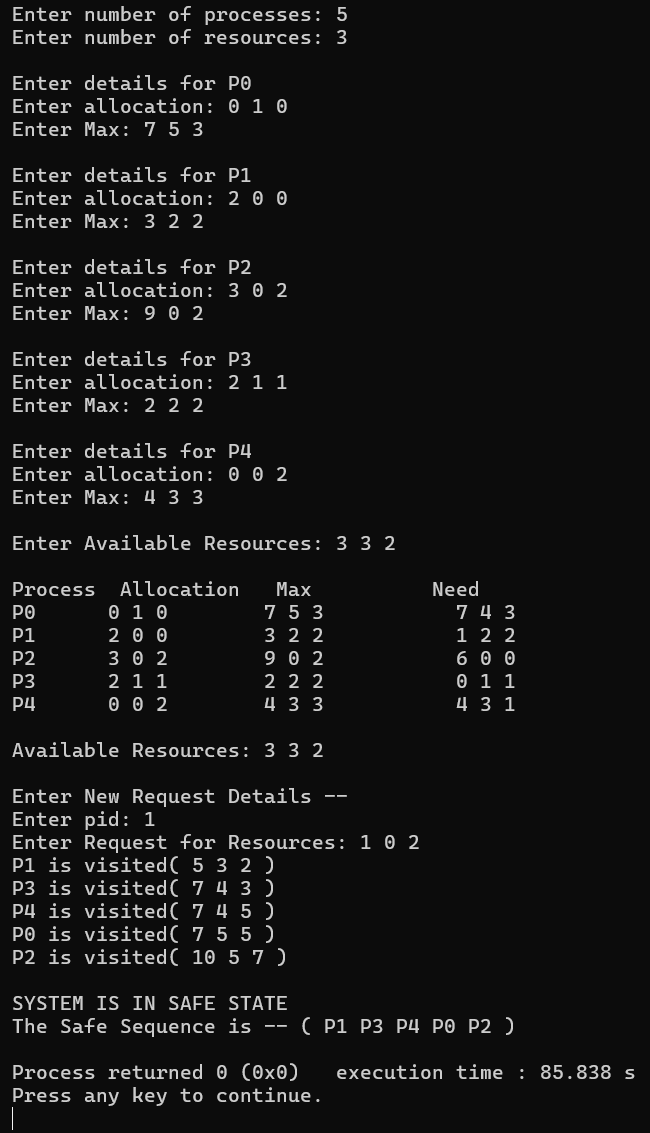 Enter number of processes: 5
Enter number of resources: 3
Enter details for P0
Enter allocation: 0 1 0
Enter Max: 7 5 3
Enter details for P1
Enter allocation: 2 0 0
Enter Max: 3 2 2
Enter details for P2
Enter allocation: 3 0 2
Enter Max: 9 0 2
Enter details for P3
Enter allocation: 2 1 1
Enter Max: 2 2 2
Enter details for P4
Enter allocation: 0 0 2
Enter Max: 4 3 3
Enter Available Resources: 3 3 2
Process  Allocation   Max          Need
P0      0 1 0        7 5 3           7 4 3
P1      2 0 0        3 2 2           1 2 2
P2      3 0 2        9 0 2           6 0 0
P3      2 1 1        2 2 2           0 1 1
P4      0 0 2        4 3 3           4 3 1
Available Resources: 3 3 2
Enter New Request Details --
Enter pid: 1
Enter Request for Resources: 1 0 2
P1 is visited( 5 3 2 )
P3 is visited( 7 4 3 )
P4 is visited( 7 4 5 )
P0 is visited( 7 5 5 )
P2 is visited( 10 5 7 )
SYSTEM IS IN SAFE STATE
The Safe Sequence is -- ( P1 P3 P4 P0 P2 )
Process returned 0 (0x0)   execution time : 85.838 s
Press any key to continue.